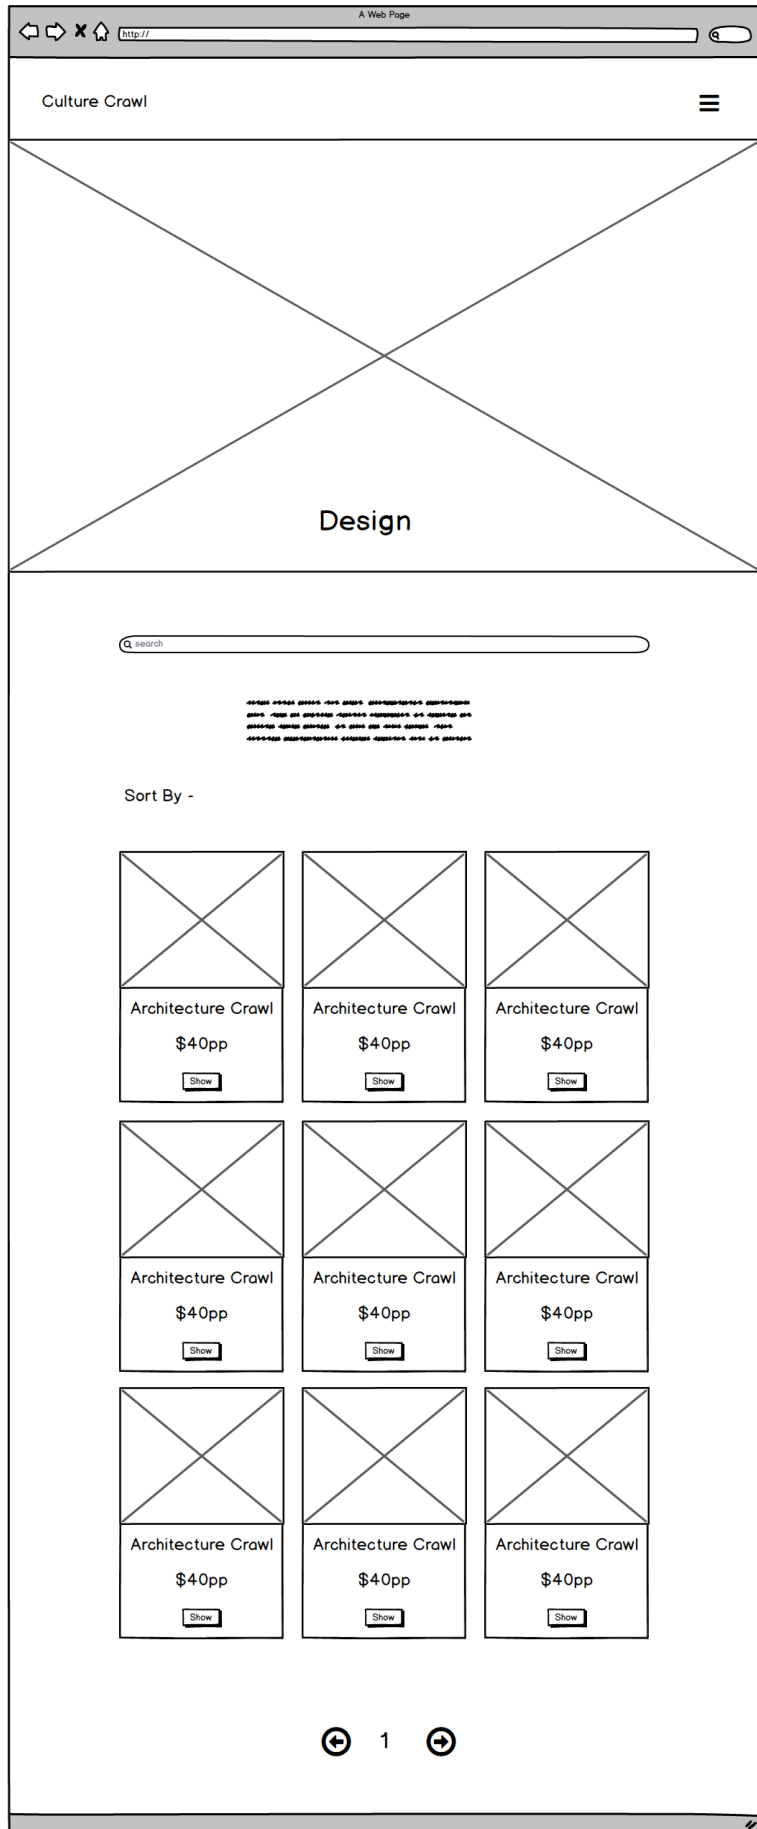 A Web Page
http://
Culture Crawl
Design
search
Sort By -
Architecture Crawl Architecture Crawl Architecture Crawl
$40pp $40pp $40pp
Show Show Show
Architecture Crawl Architecture Crawl Architecture Crawl
$40pp $40pp $40pp
Show Show Show
Architecture Crawl Architecture Crawl Architecture Crawl
$40pp $40pp $40pp
Show Show Show
1